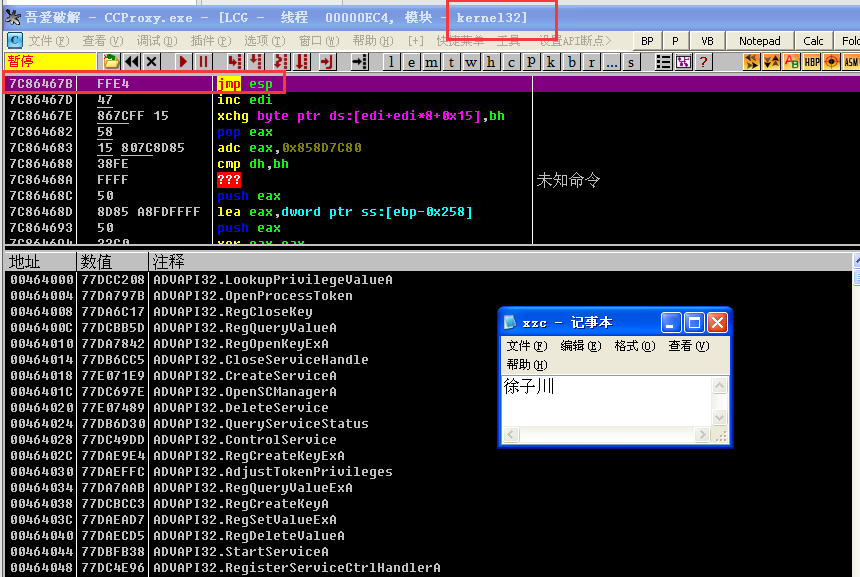 吾爱破解 - CCProxy.exe - [LCG - 线程 00000EC4, 模块 - kernel32]
C 文件(F) 查看(V) 调试(D) 插件(P) 选项(T) 窗口(W) 帮助(H) [+] 快捷菜单 工具 设置API断点> BP P VB Notepad Calc Fol
暂停 l e m t w h c p k b r ... s ? HBP ASM
7C86467B FFE4 jmp esp
7C86467D 47 inc edi
7C86467E 867CFF 15 xchg byte ptr ds:[edi+edi*8+0x15],bh
7C864682 58 pop eax
7C864683 15 807C8D85 adc eax,0x858D7C80
7C864688 38FE cmp dh,bh
7C86468A FFFF ??? 未知命令
7C86468C 50 push eax
7C86468D 8D85 A8FDFFFF lea eax,dword ptr ss:[ebp-0x258]
7C864693 50 push eax
7C864694 33C0 xor eax,eax
地址 数值 注释
00464000 77DCC208 ADVAPI32.LookupPrivilegeValueA
00464004 77DA797B ADVAPI32.OpenProcessToken
00464008 77DA6C17 ADVAPI32.RegCloseKey
0046400C 77DCBB5D ADVAPI32.RegQueryValueA
00464010 77DA7842 ADVAPI32.RegOpenKeyExA
00464014 77DB6CC5 ADVAPI32.CloseServiceHandle
00464018 77E071E9 ADVAPI32.CreateServiceA
0046401C 77DC697E ADVAPI32.OpenSCManagerA
00464020 77E07489 ADVAPI32.DeleteService
00464024 77DB6D30 ADVAPI32.QueryServiceStatus
00464028 77DC49DD ADVAPI32.ControlService
0046402C 77DAE9E4 ADVAPI32.RegCreateKeyExA
00464030 77DAEFFC ADVAPI32.AdjustTokenPrivileges
00464034 77DA7AAB ADVAPI32.RegQueryValueExA
00464038 77DCBCC3 ADVAPI32.RegCreateKeyA
0046403C 77DAEAD7 ADVAPI32.RegSetValueExA
00464040 77DAECD5 ADVAPI32.RegDeleteValueA
00464044 77DBFB38 ADVAPI32.StartServiceA
00464048 77DC4E96 ADVAPI32.RegisterServiceCtrlHandlerA
xzc - 记事本
文件(F) 编辑(E) 格式(O) 查看(V)
帮助(H)
徐子川